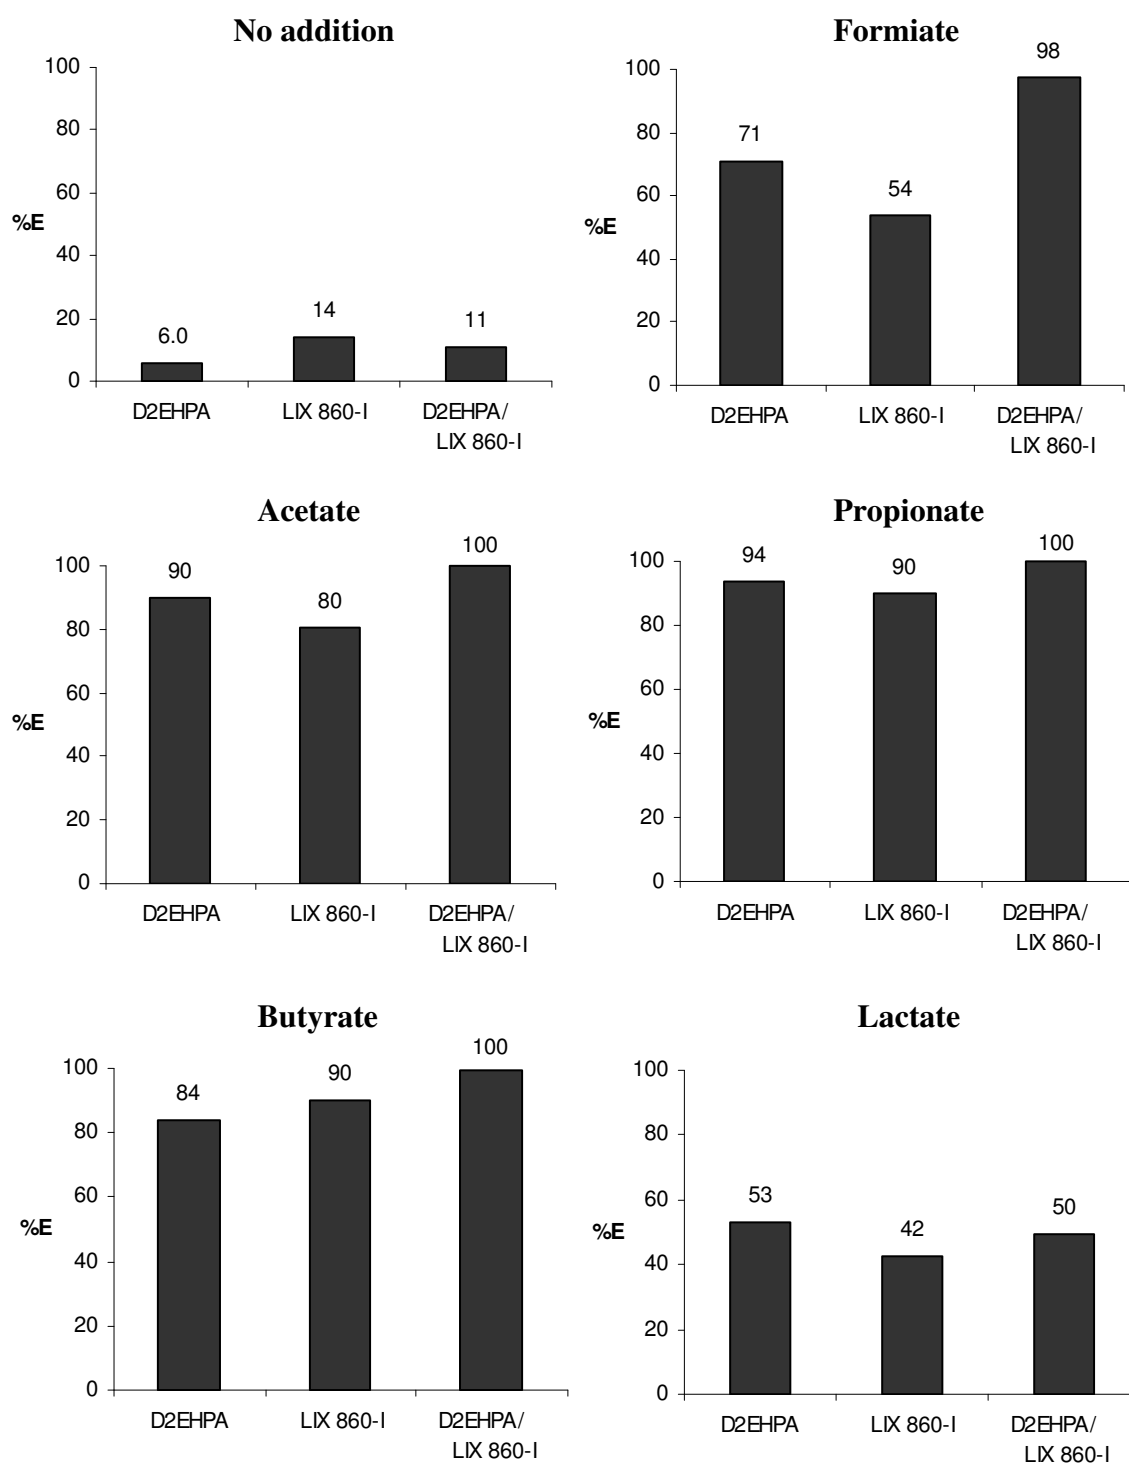 No addition
100
80
60
%E
40
20
0
6.0
14
11
D2EHPA
LIX 860-I
D2EHPA/
LIX 860-I
Formiate
100
80
60
%E
40
20
0
71
54
98
D2EHPA
LIX 860-I
D2EHPA/
LIX 860-I
Acetate
100
80
60
%E
40
20
0
90
80
100
D2EHPA
LIX 860-I
D2EHPA/
LIX 860-I
Propionate
100
80
60
%E
40
20
0
94
90
100
D2EHPA
LIX 860-I
D2EHPA/
LIX 860-I
Butyrate
100
80
60
%E
40
20
0
84
90
100
D2EHPA
LIX 860-I
D2EHPA/
LIX 860-I
Lactate
100
80
60
%E
40
20
0
53
42
50
D2EHPA
LIX 860-I
D2EHPA/
LIX 860-I